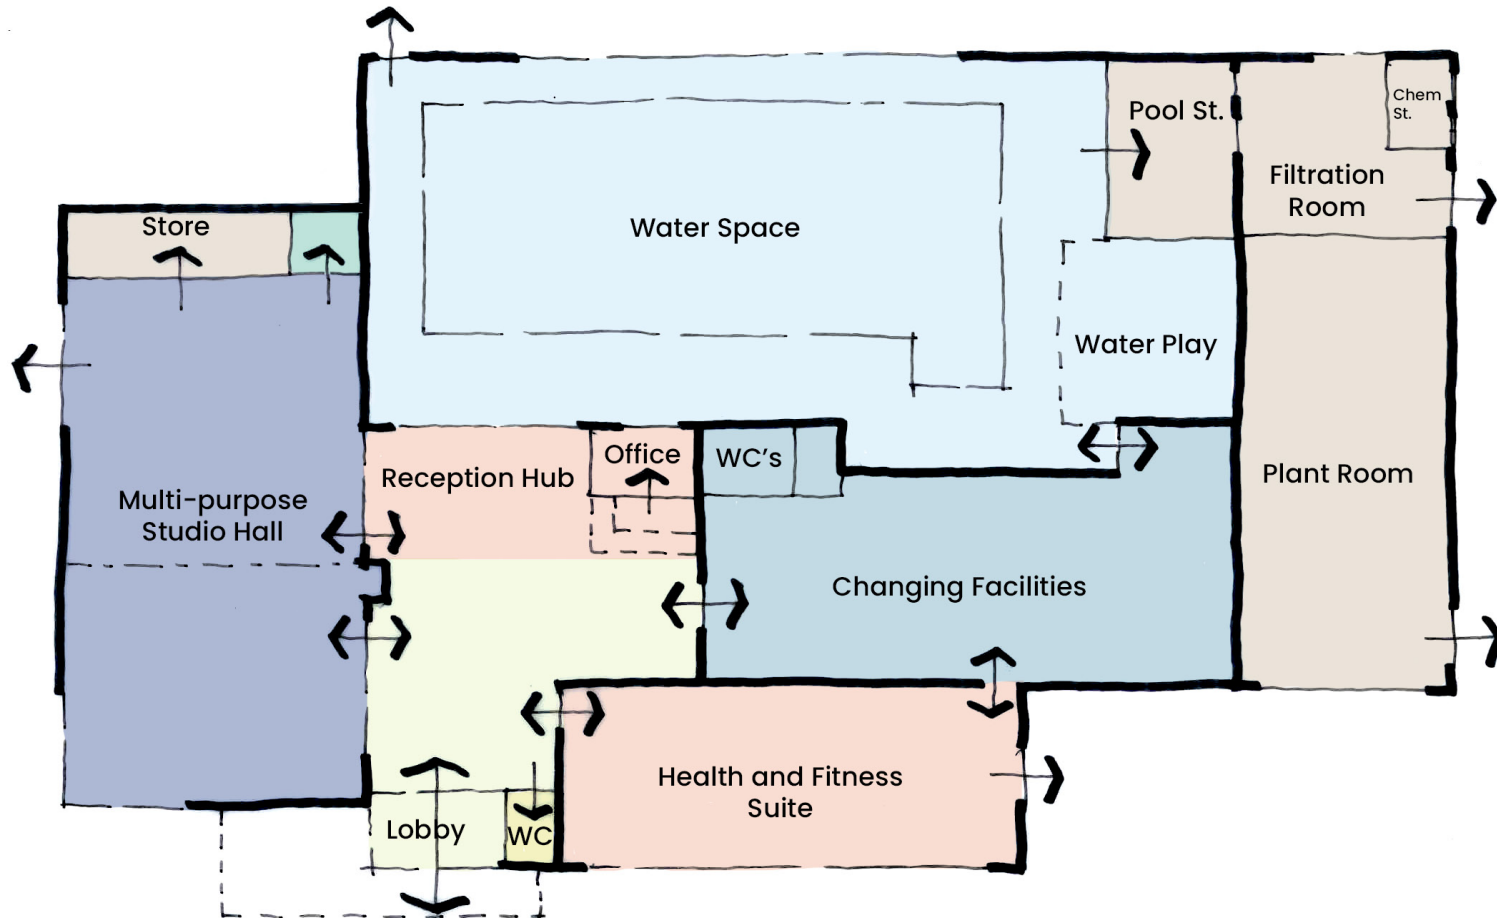 Chem
St.
Pool St.
Filtration
Room
Store
Water Space
Water Play
Office
WC's
Reception Hub
Plant Room
Multi-purpose
Studio Hall
Changing Facilities
Health and Fitness
Suite
Lobby
WC